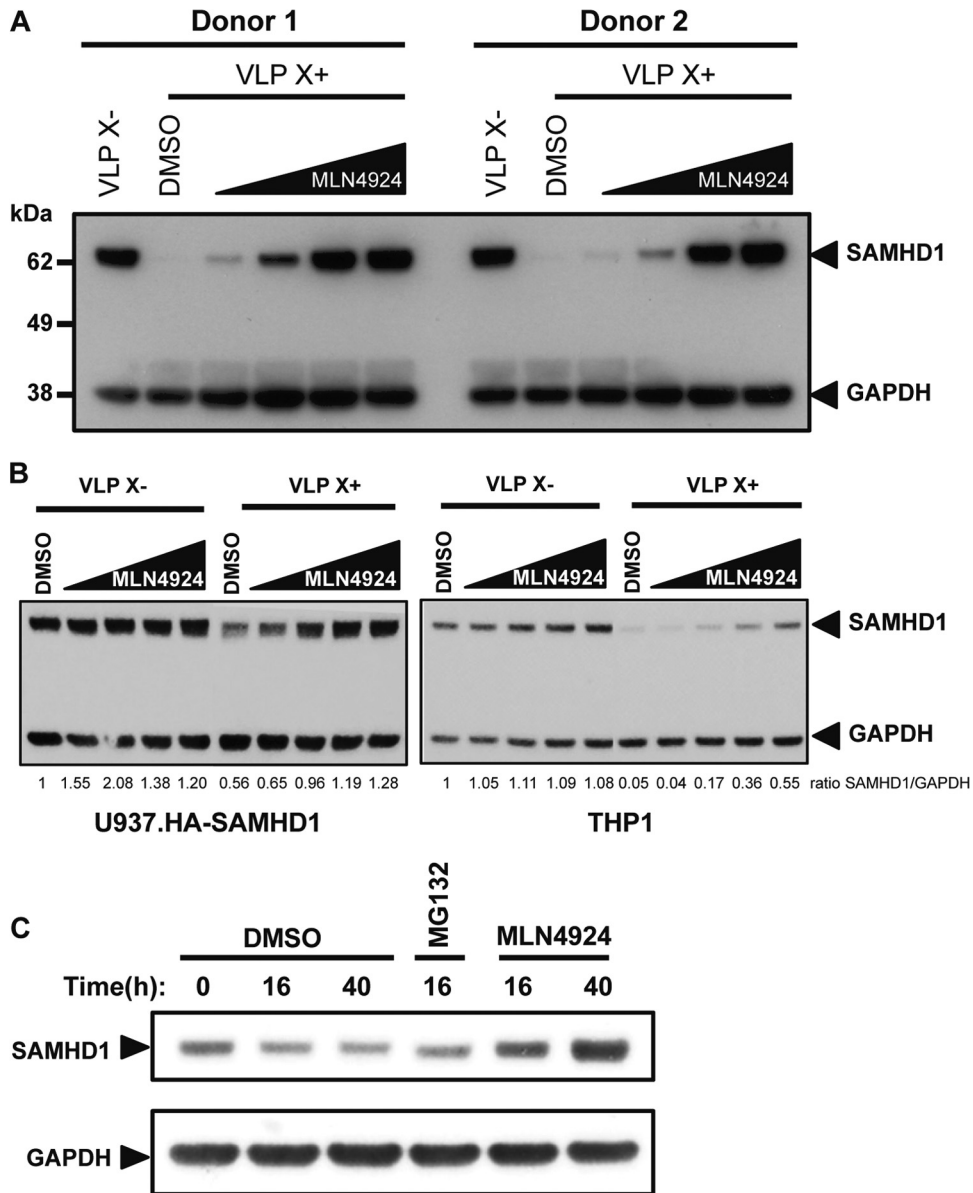 A
Donor 1 Donor 2
VLP X+ VLP X+
VLP X- DMSO MLN4924 VLP X- DMSO MLN4924
kDa
62 SAMHD1
49
38 GAPDH
B
VLP X- VLP X+ VLP X- VLP X+
DMSO MLN4924 DMSO MLN4924 DMSO MLN4924 DMSO MLN4924
SAMHD1
GAPDH
1 1.55 2.08 1.38 1.20 0.56 0.65 0.96 1.19 1.28 1 1.05 1.11 1.09 1.08 0.05 0.04 0.17 0.36 0.55 ratio SAMHD1/GAPDH
U937.HA-SAMHD1 THP1
C
DMSO MG132 MLN4924
Time(h): 0 16 40 16 16 40
SAMHD1
GAPDH